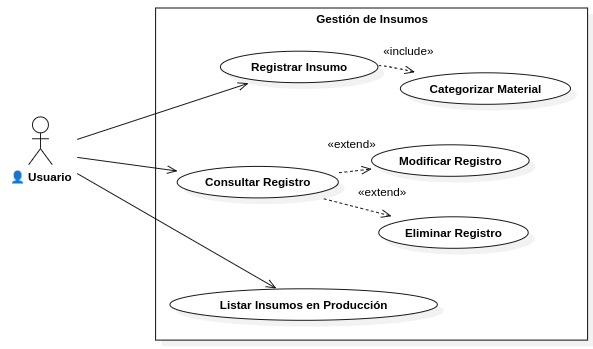 Gestión de Insumos
«include»
Registrar Insumo
Categorizar Material
«extend»
Modificar Registro
👤 Usuario
Consultar Registro
«extend»
Eliminar Registro
Listar Insumos en Producción